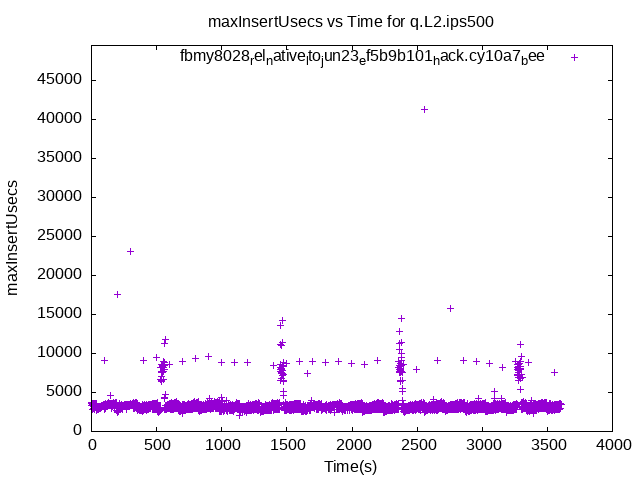 maxInsertUsecs vs Time for q.L2.ips500
fbmy8028relnativeltojun23ef5b9b101hack.cy10a7bee
45000
40000
35000
30000
25000
20000
15000
10000
5000
0
maxInsertUsecs
0 500 1000 1500 2000 2500 3000 3500 4000
Time(s)